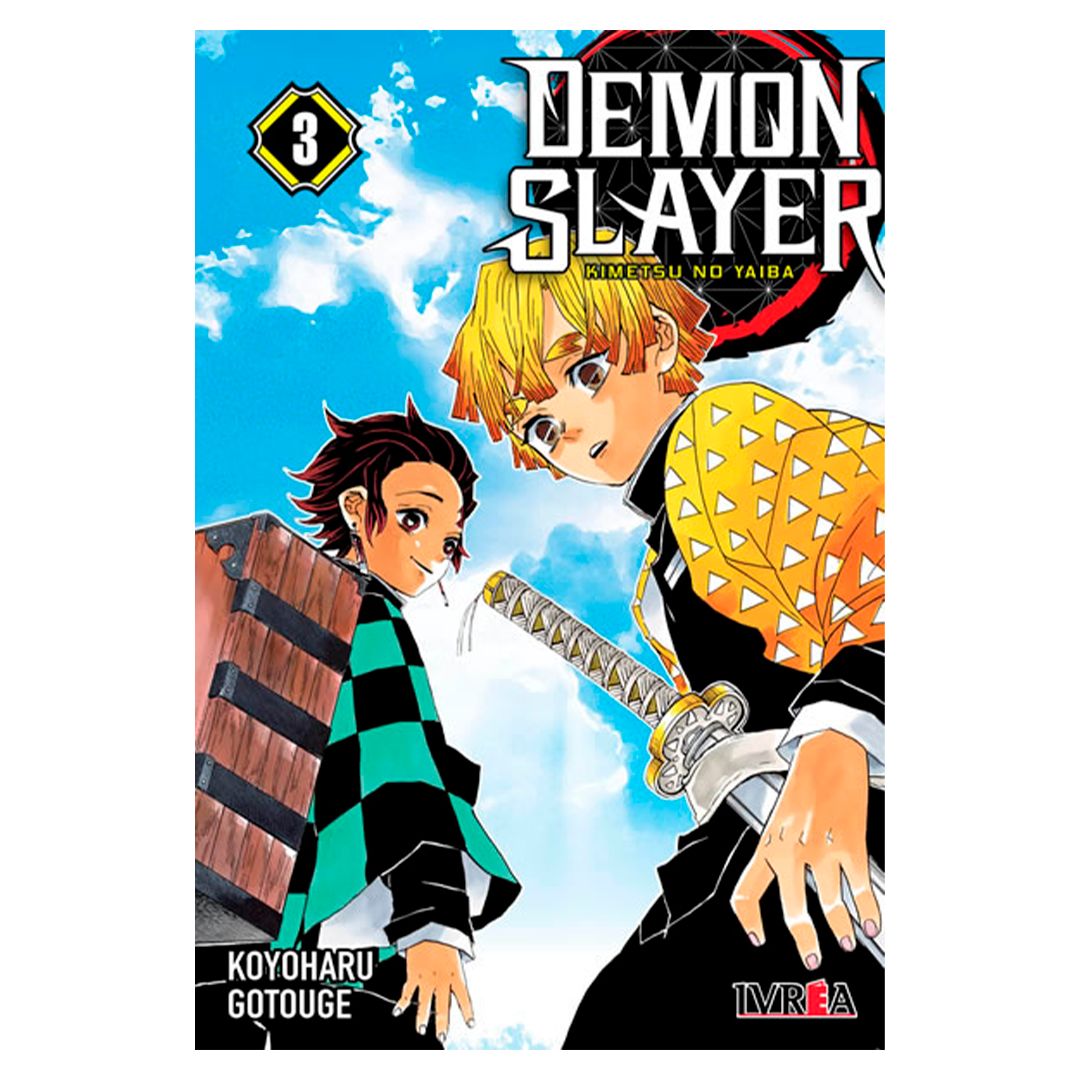 3
DEMON
SLAYER
KIMETSU NO YAIBA
KOYOHARU
GOTOUGE
IVREA